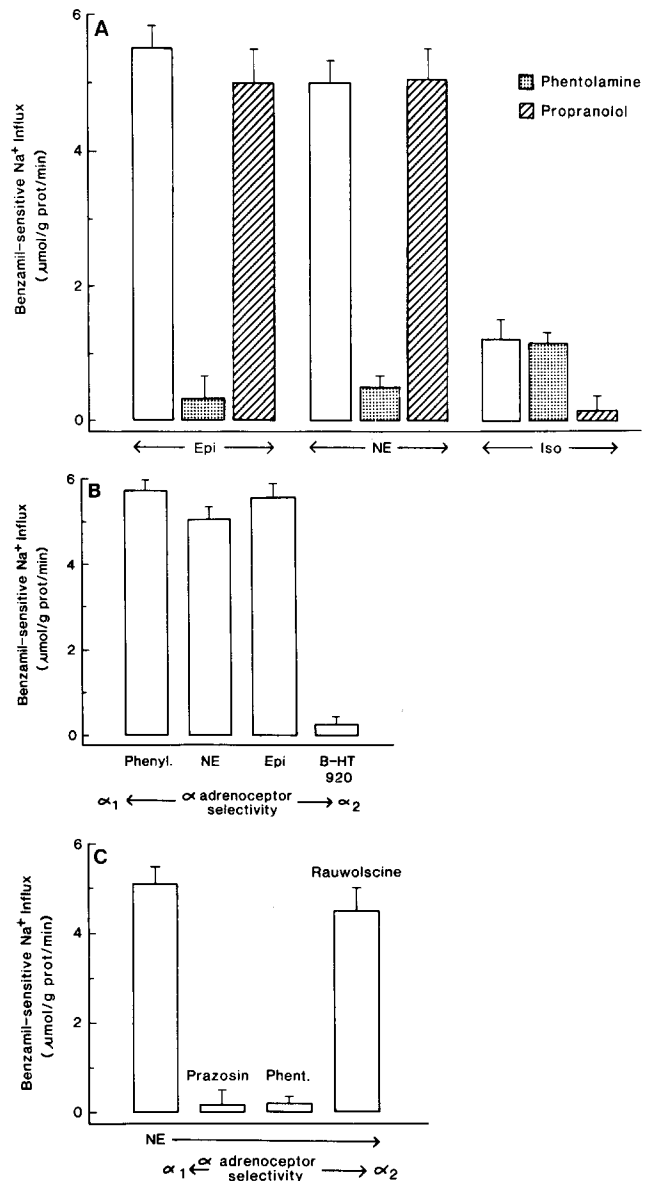 A
Benzamil-sensitive Na+ Influx
(μmol/g prot/min)
6
4
2
0
Phentolamine
Propranolol
Epi
NE
Iso
B
Benzamil-sensitive Na+ Influx
(μmol/g prot/min)
6
4
2
0
Phenyl.
NE
Epi
B-HT
920
α1 ← α adrenoceptor → α2
selectivity
C
Benzamil-sensitive Na+ Influx
(μmol/g prot/min)
6
4
2
0
Prazosin
Phent.
Rauwolscine
NE
α1 ← α adrenoceptor → α2
selectivity